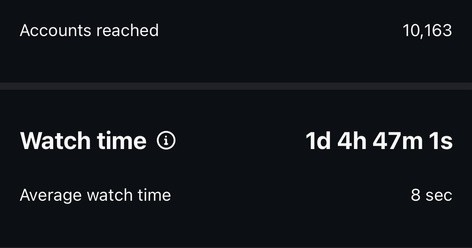 Accounts reached 10,163
Watch time 1d 4h 47m 1s
Average watch time 8 sec